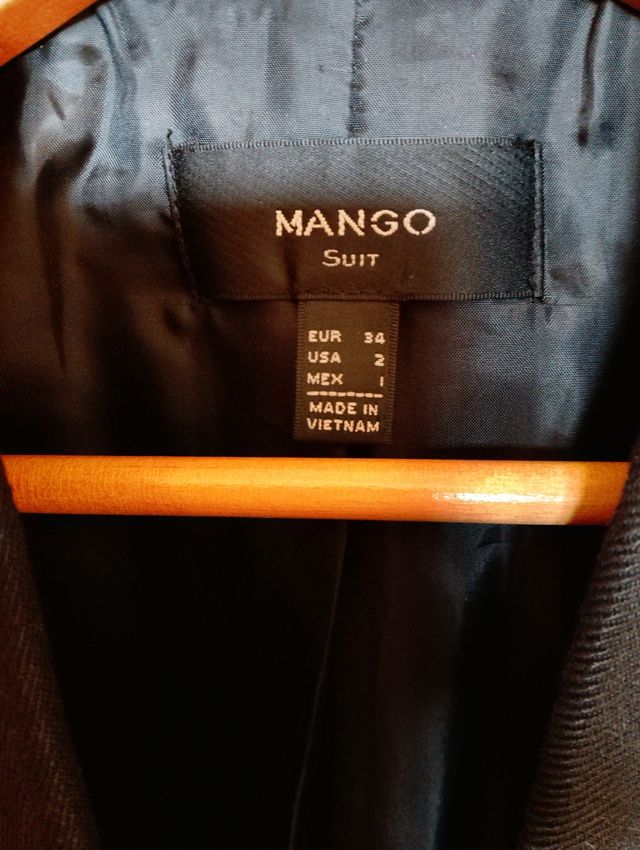 MANGO
SUIT
EUR 34
USA 2
MEX 1
MADE IN
VIETNAM